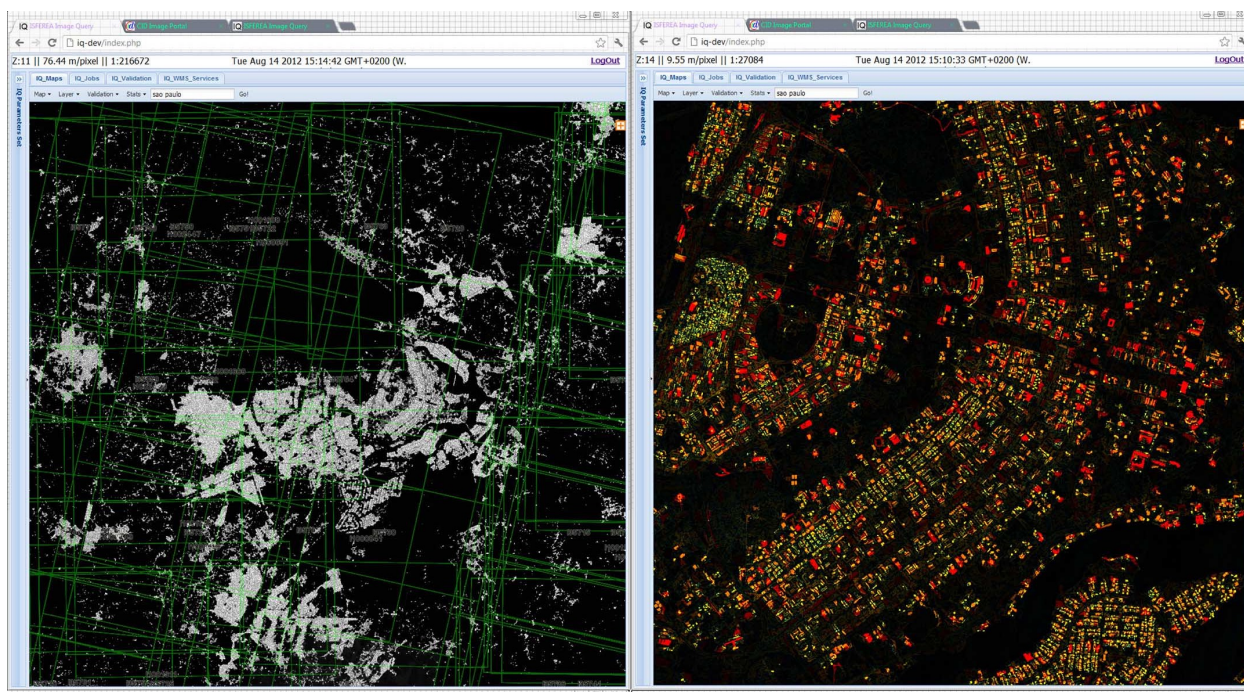 IQ ISFEREA Image Query
CID Image Portal
IQ ISFEREA Image Query
iq-dev/index.php
Z:11 || 76.44 m/pixel || 1:216672
Tue Aug 14 2012 15:14:42 GMT+0200 (W.
LogOut
IQ_Maps
IQ_Jobs
IQ_Validation
IQ_WMS_Services
Map
Layer
Validation
Stats
sao paulo
Go!
IQ Parameters Set
IQ ISFEREA Image Query
CID Image Portal
IQ ISFEREA Image Query
iq-dev/index.php
Z:14 || 9.55 m/pixel || 1:27084
Tue Aug 14 2012 15:10:33 GMT+0200 (W.
LogOut
IQ_Maps
IQ_Jobs
IQ_Validation
IQ_WMS_Services
Map
Layer
Validation
Stats
sao paulo
Go!
IQ Parameters Set